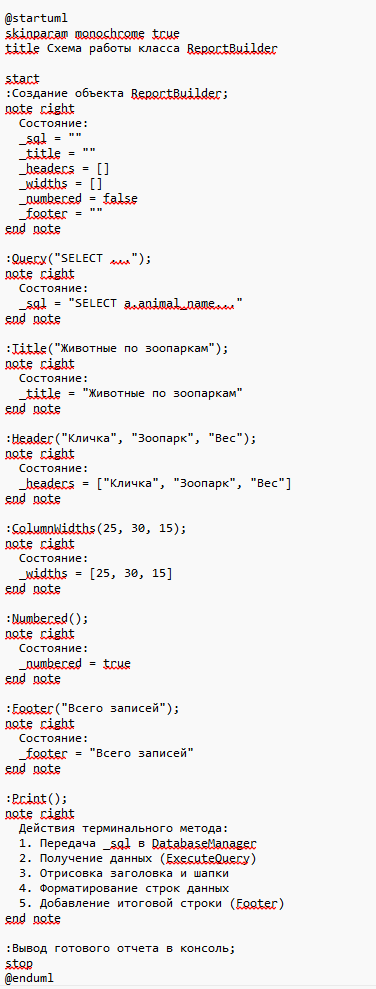 @startuml
skinparam monochrome true
title Схема работы класса ReportBuilder

start
:Создание объекта ReportBuilder;
note right
  Состояние:
  _sql = ""
  _title = ""
  _headers = []
  _widths = []
  _numbered = false
  _footer = ""
end note

:Query("SELECT ...");
note right
  Состояние:
  _sql = "SELECT a.animal_name..."
end note

:Title("Животные по зоопаркам");
note right
  Состояние:
  _title = "Животные по зоопаркам"
end note

:Header("Кличка", "Зоопарк", "Вес");
note right
  Состояние:
  _headers = ["Кличка", "Зоопарк", "Вес"]
end note

:ColumnWidths(25, 30, 15);
note right
  Состояние:
  _widths = [25, 30, 15]
end note

:Numbered();
note right
  Состояние:
  _numbered = true
end note

:Footer("Всего записей");
note right
  Состояние:
  _footer = "Всего записей"
end note

:Print();
note right
  Действия терминального метода:
  1. Передача _sql в DatabaseManager
  2. Получение данных (ExecuteQuery)
  3. Отрисовка заголовка и шапки
  4. Форматирование строк данных
  5. Добавление итоговой строки (Footer)
end note

:Вывод готового отчета в консоль;
stop
@enduml